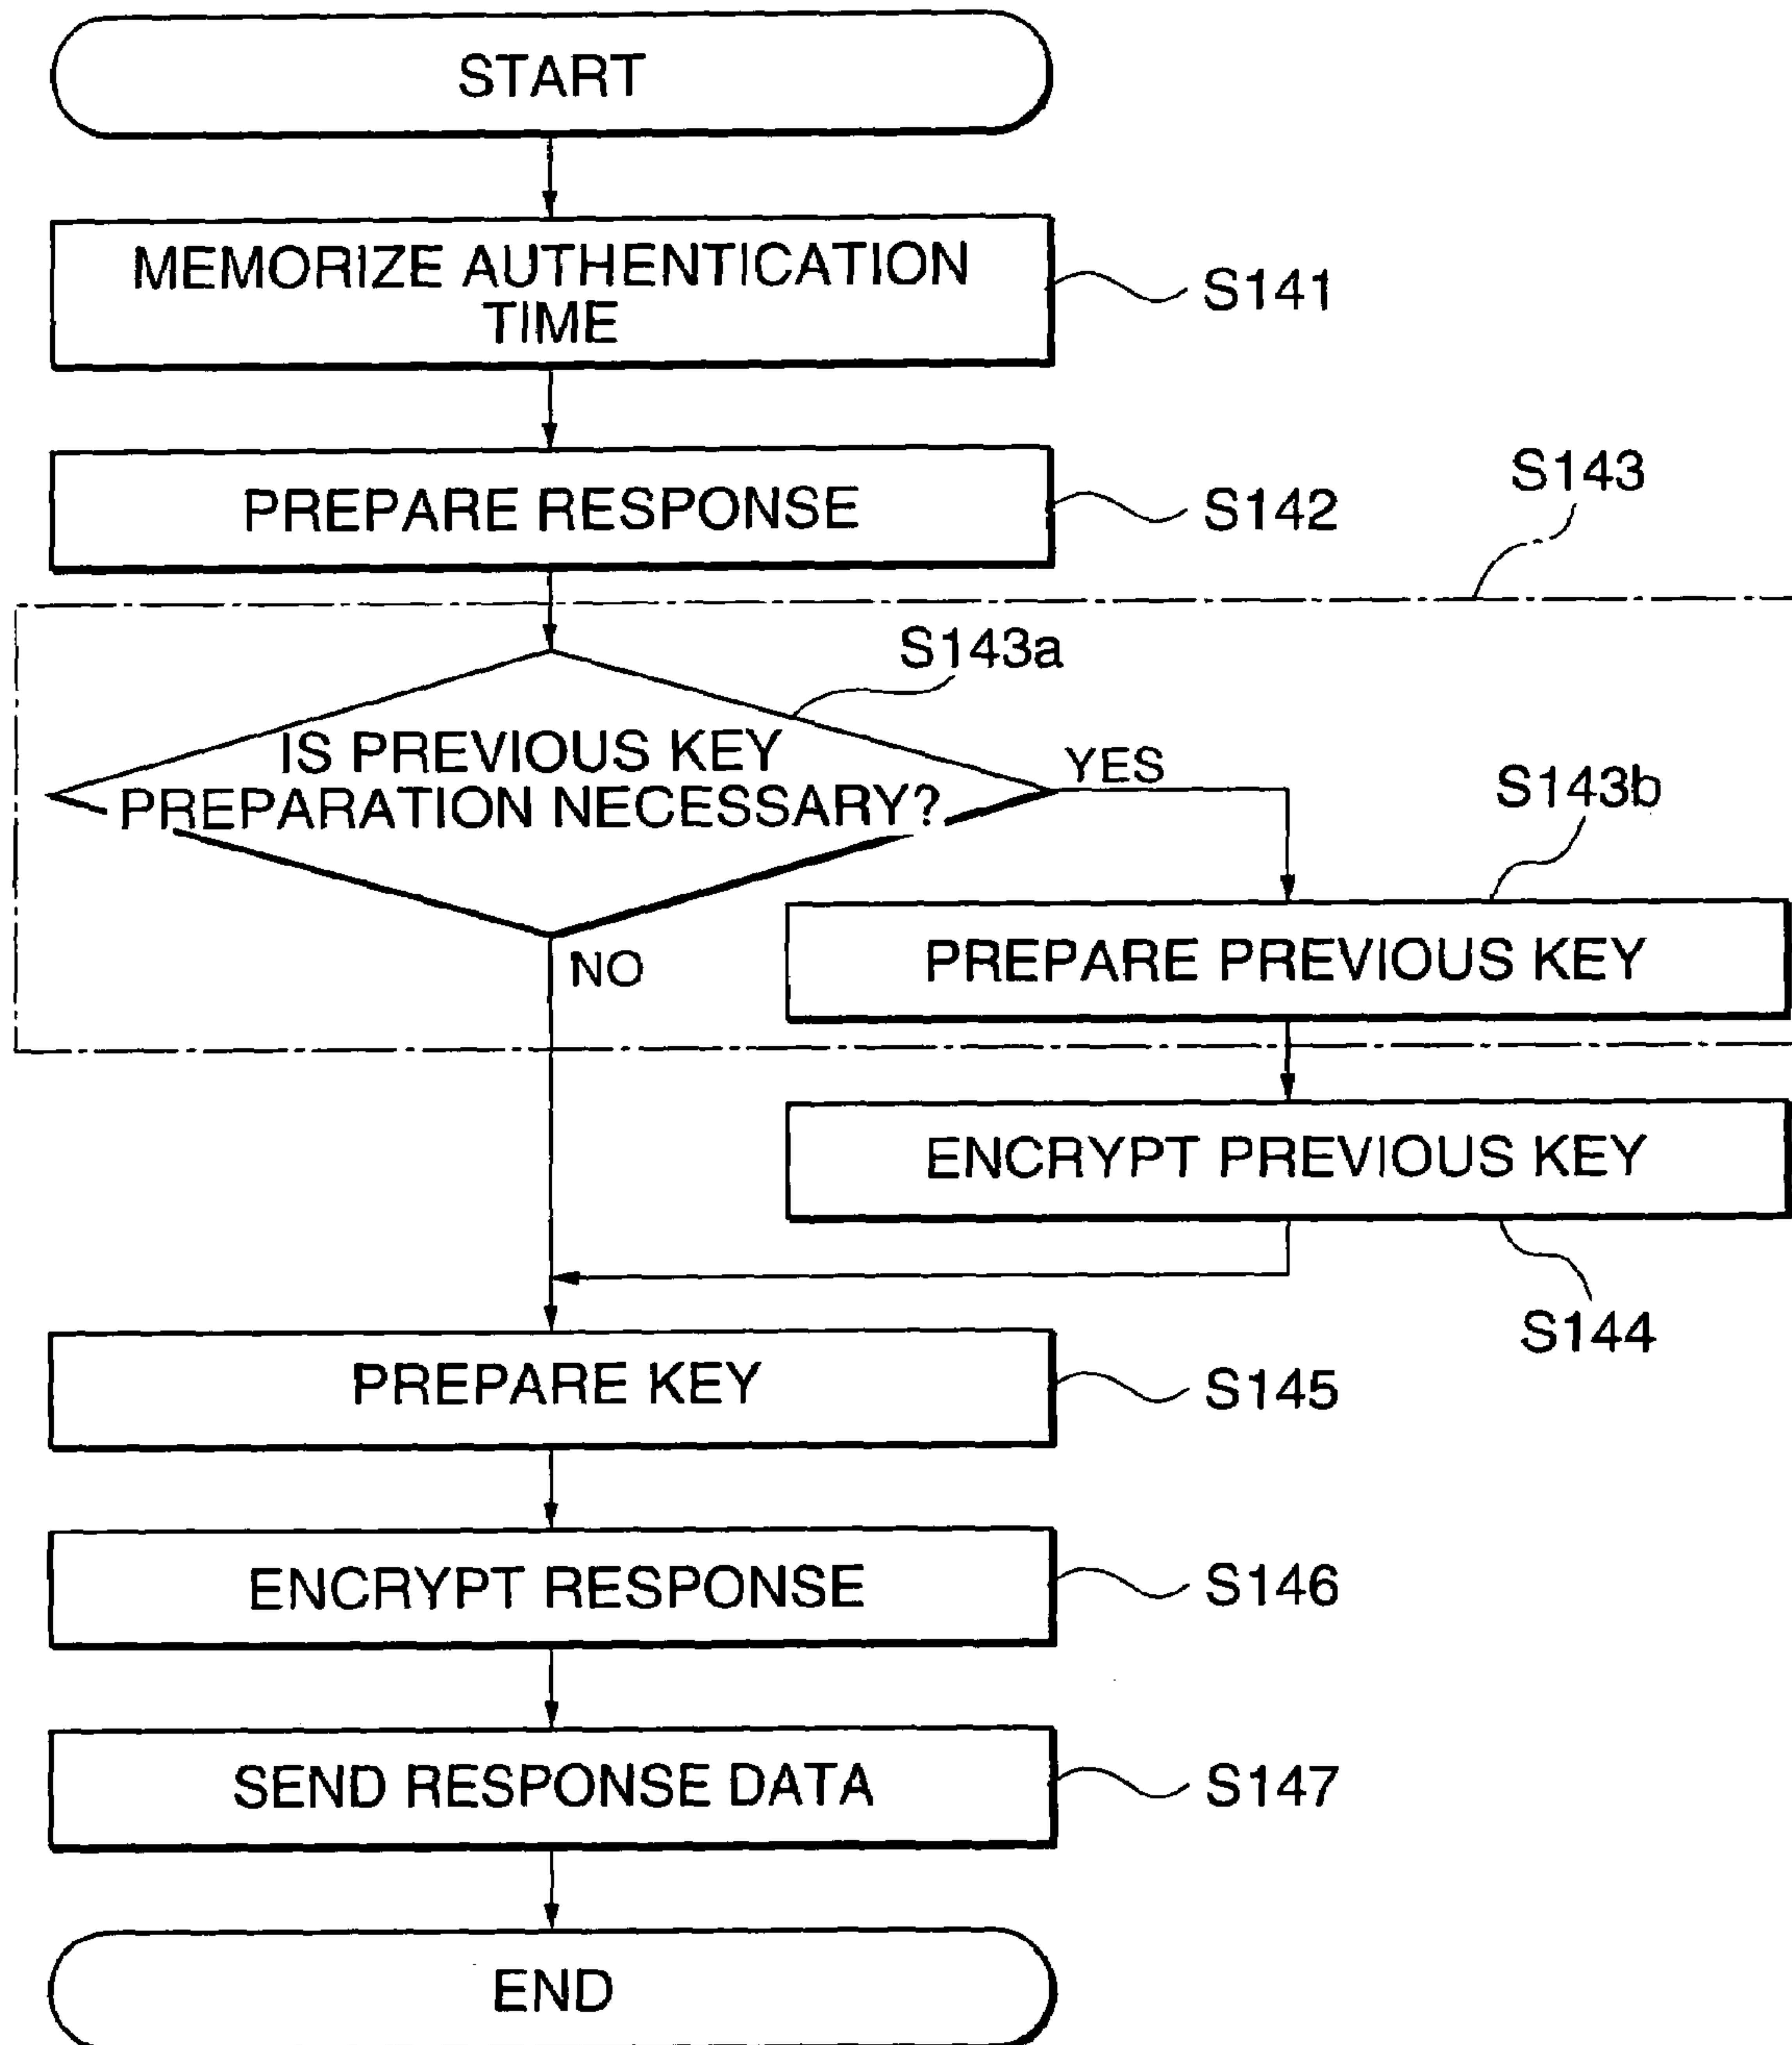 START
MEMORIZE AUTHENTICATION
TIME
S141
PREPARE RESPONSE
S142
S143
S143a
IS PREVIOUS KEY
PREPARATION NECESSARY?
YES
S143b
NO
PREPARE PREVIOUS KEY
ENCRYPT PREVIOUS KEY
S144
PREPARE KEY
S145
ENCRYPT RESPONSE
S146
SEND RESPONSE DATA
S147
END